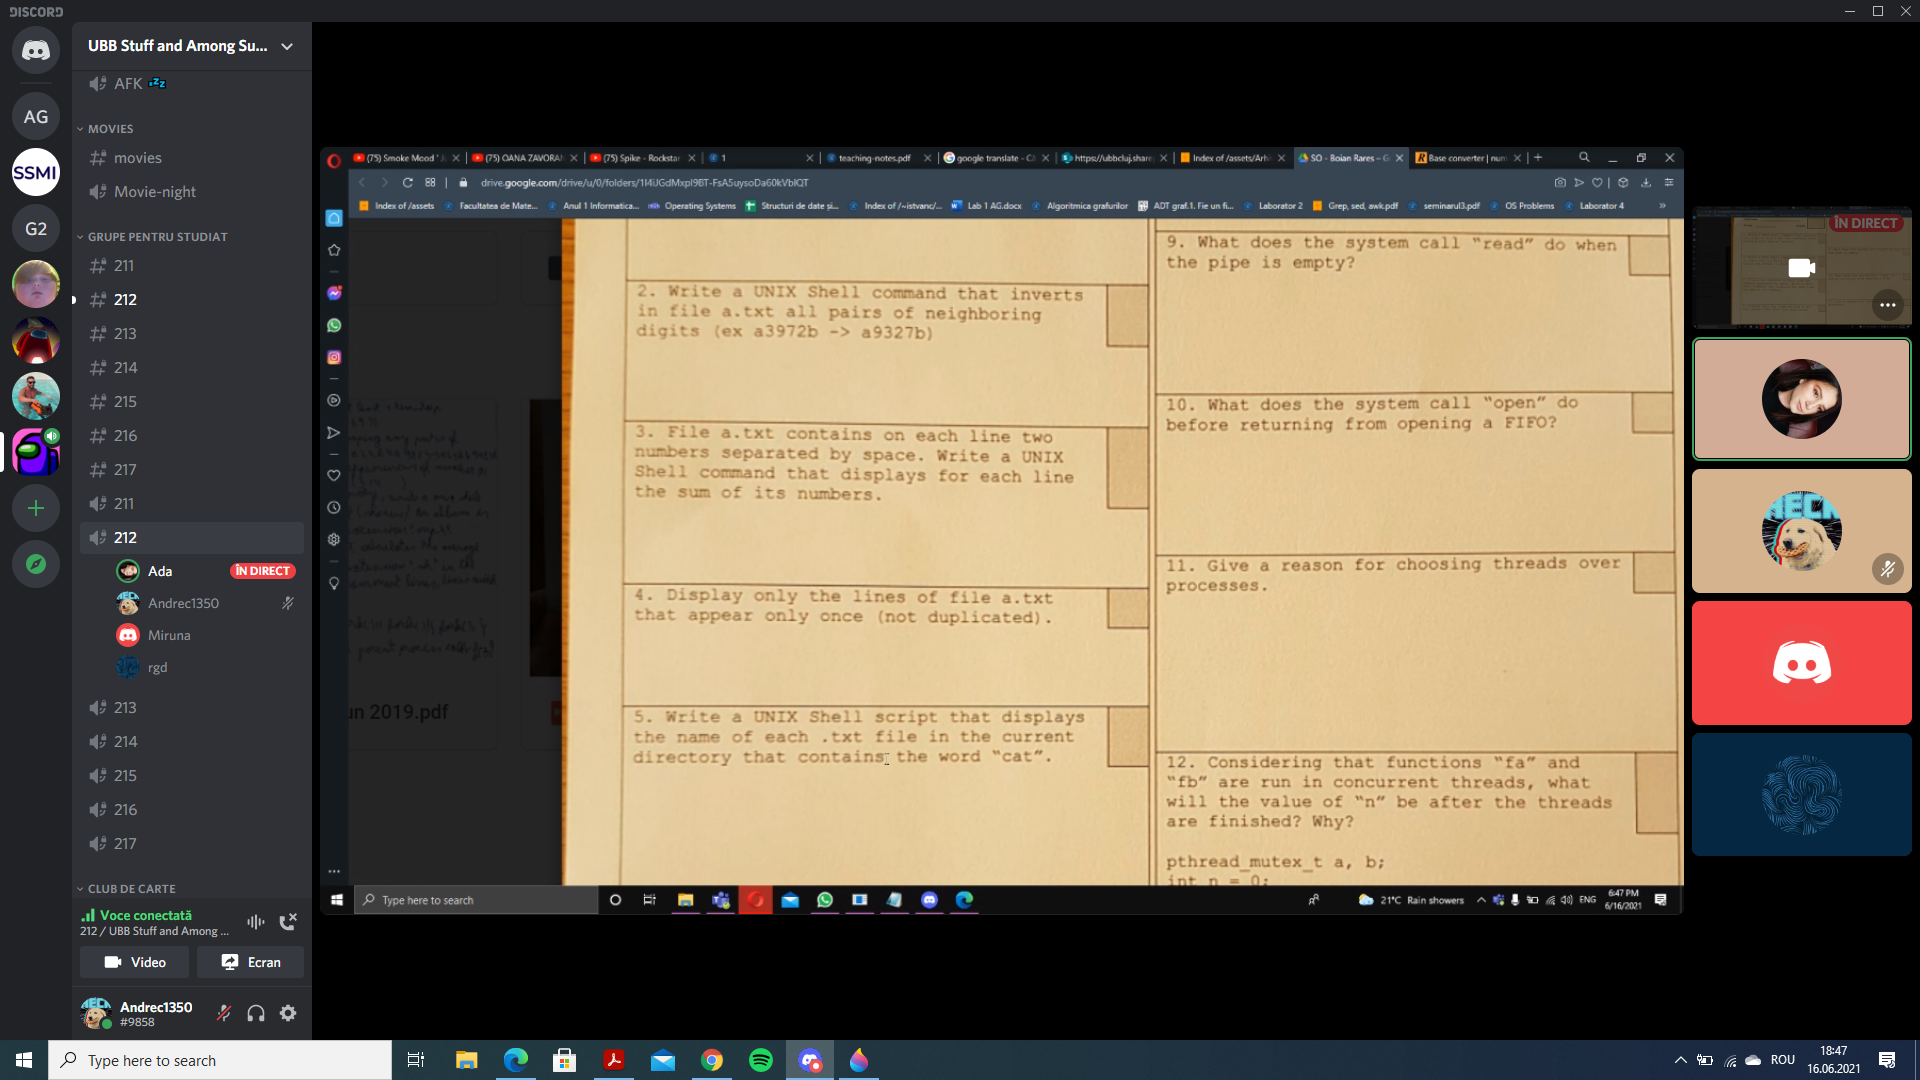 DISCORD
UBB Stuff and Among Su...
AFK
MOVIES
movies
Movie-night
GRUPE PENTRU STUDIAT
211
212
213
214
215
216
217
211
212
Ada ÎN DIRECT
Andrec1350
Miruna
rgd
213
214
215
216
217
CLUB DE CARTE
Voce conectată
212 / UBB Stuff and Among ...
Video
Ecran
Andrec1350
#9858
AG
SSMI
G2
(75) Smoke Mood '
(75) OANA ZAVORAN
(75) Spike - Rockstar
1
teaching-notes.pdf
google translate - C
https://ubbcluj.share
Index of /assets/Arh
SO - Boian Rares – G
Base converter | num
Index of /assets
Facultatea de Mate...
Anul 1 Informatica...
Operating Systems
Structuri de date și...
Index of /~istvanc/...
Lab 1 AG.docx
Algoritmica grafurilor
ADT graf.1. Fie un fi...
Laborator 2
Grep, sed, awk.pdf
seminarul3.pdf
OS Problems
Laborator 4
un 2019.pdf
2. Write a UNIX Shell command that inverts
in file a.txt all pairs of neighboring
digits (ex a3972b -> a9327b)
3. File a.txt contains on each line two
numbers separated by space. Write a UNIX
Shell command that displays for each line
the sum of its numbers.
4. Display only the lines of file a.txt
that appear only once (not duplicated).
5. Write a UNIX Shell script that displays
the name of each .txt file in the current
directory that contains the word "cat".
9. What does the system call "read" do when
the pipe is empty?
10. What does the system call "open" do
before returning from opening a FIFO?
11. Give a reason for choosing threads over
processes.
12. Considering that functions "fa" and
"fb" are run in concurrent threads, what
will the value of "n" be after the threads
are finished? Why?
pthread_mutex_t a, b;
int n = 0;
Type here to search
21°C Rain showers
ENG
6:47 PM
6/16/2021
ÎN DIRECT
Type here to search
ROU
18:47
16.06.2021